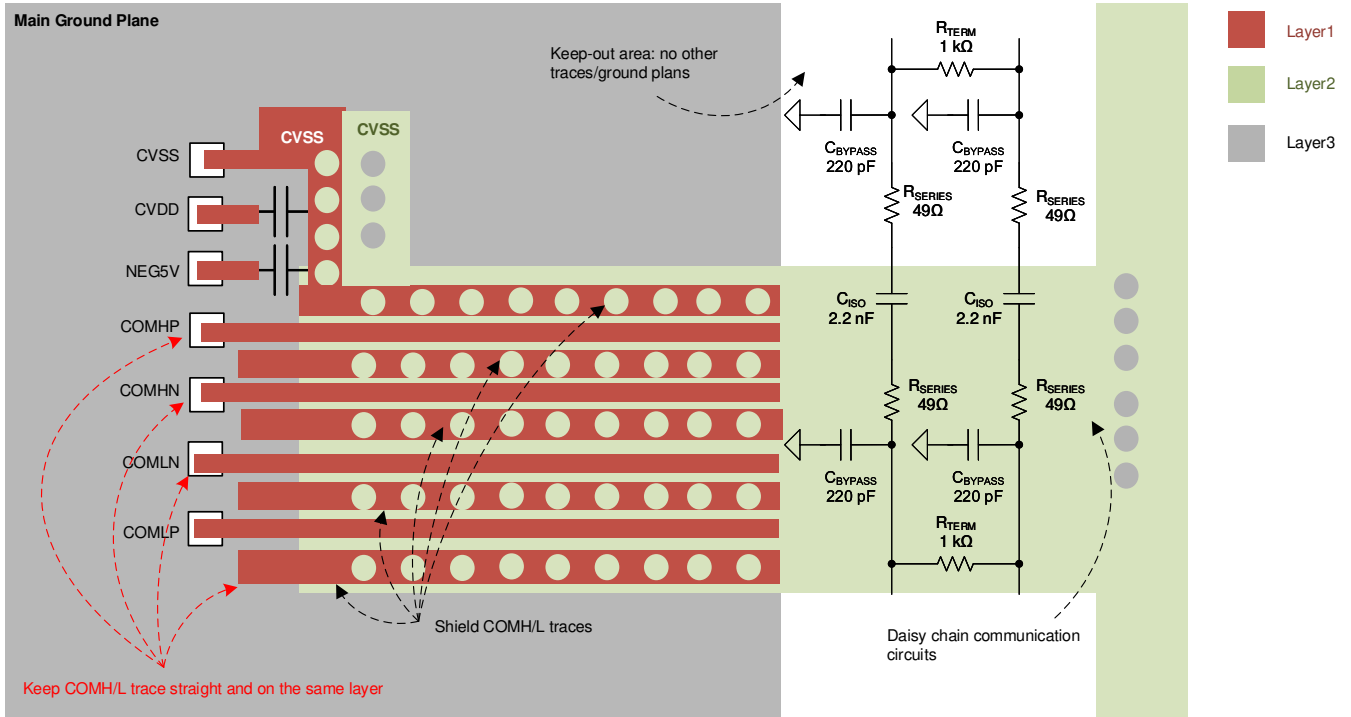 Main Ground Plane
Keep-out area: no other
traces/ground plans
RTERM
1 kΩ
Layer1
Layer2
Layer3
CBYPASS
220 pF
CBYPASS
220 pF
CVSS
CVSS
CVSS
CVDD
NEG5V
COMHP
COMHN
COMLN
COMLP
RSERIES
49Ω
RSERIES
49Ω
CISO
2.2 nF
CISO
2.2 nF
RSERIES
49Ω
RSERIES
49Ω
CBYPASS
220 pF
CBYPASS
220 pF
RTERM
1 kΩ
Shield COMH/L traces
Daisy chain communication
circuits
Keep COMH/L trace straight and on the same layer